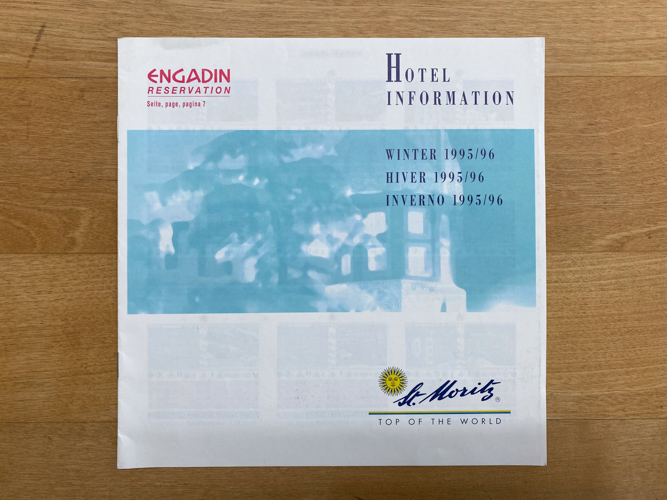 ENGADIN
RESERVATION
Seite, page, pagina 7
HOTEL
INFORMATION
WINTER 1995/96
HIVER 1995/96
INVERNO 1995/96
St. Moritz ®
TOP OF THE WORLD